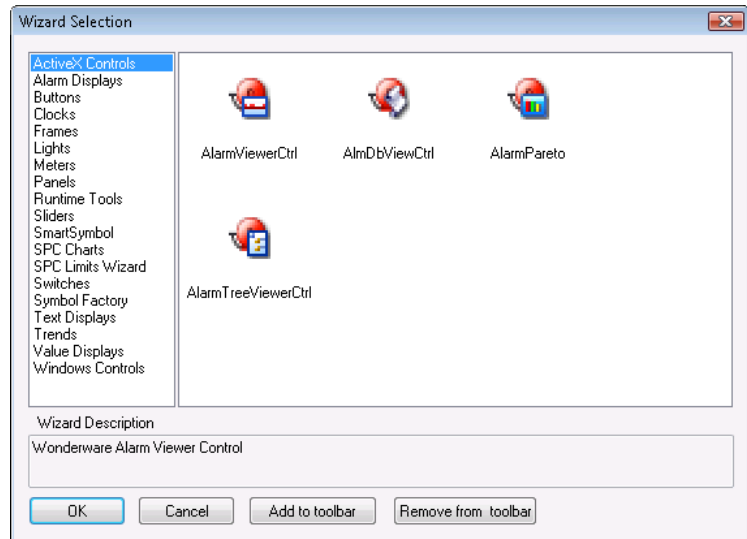 Wizard Selection
ActiveX Controls
Alarm Displays
Buttons
Clocks
Frames
Lights
Meters
Panels
Runtime Tools
Sliders
SmartSymbol
SPC Charts
SPC Limits Wizard
Switches
Symbol Factory
Text Displays
Trends
Value Displays
Windows Controls
AlarmViewerCtrl AlmDbViewCtrl AlarmPareto
AlarmTreeViewerCtrl
Wizard Description
Wonderware Alarm Viewer Control
OK Cancel Add to toolbar Remove from toolbar